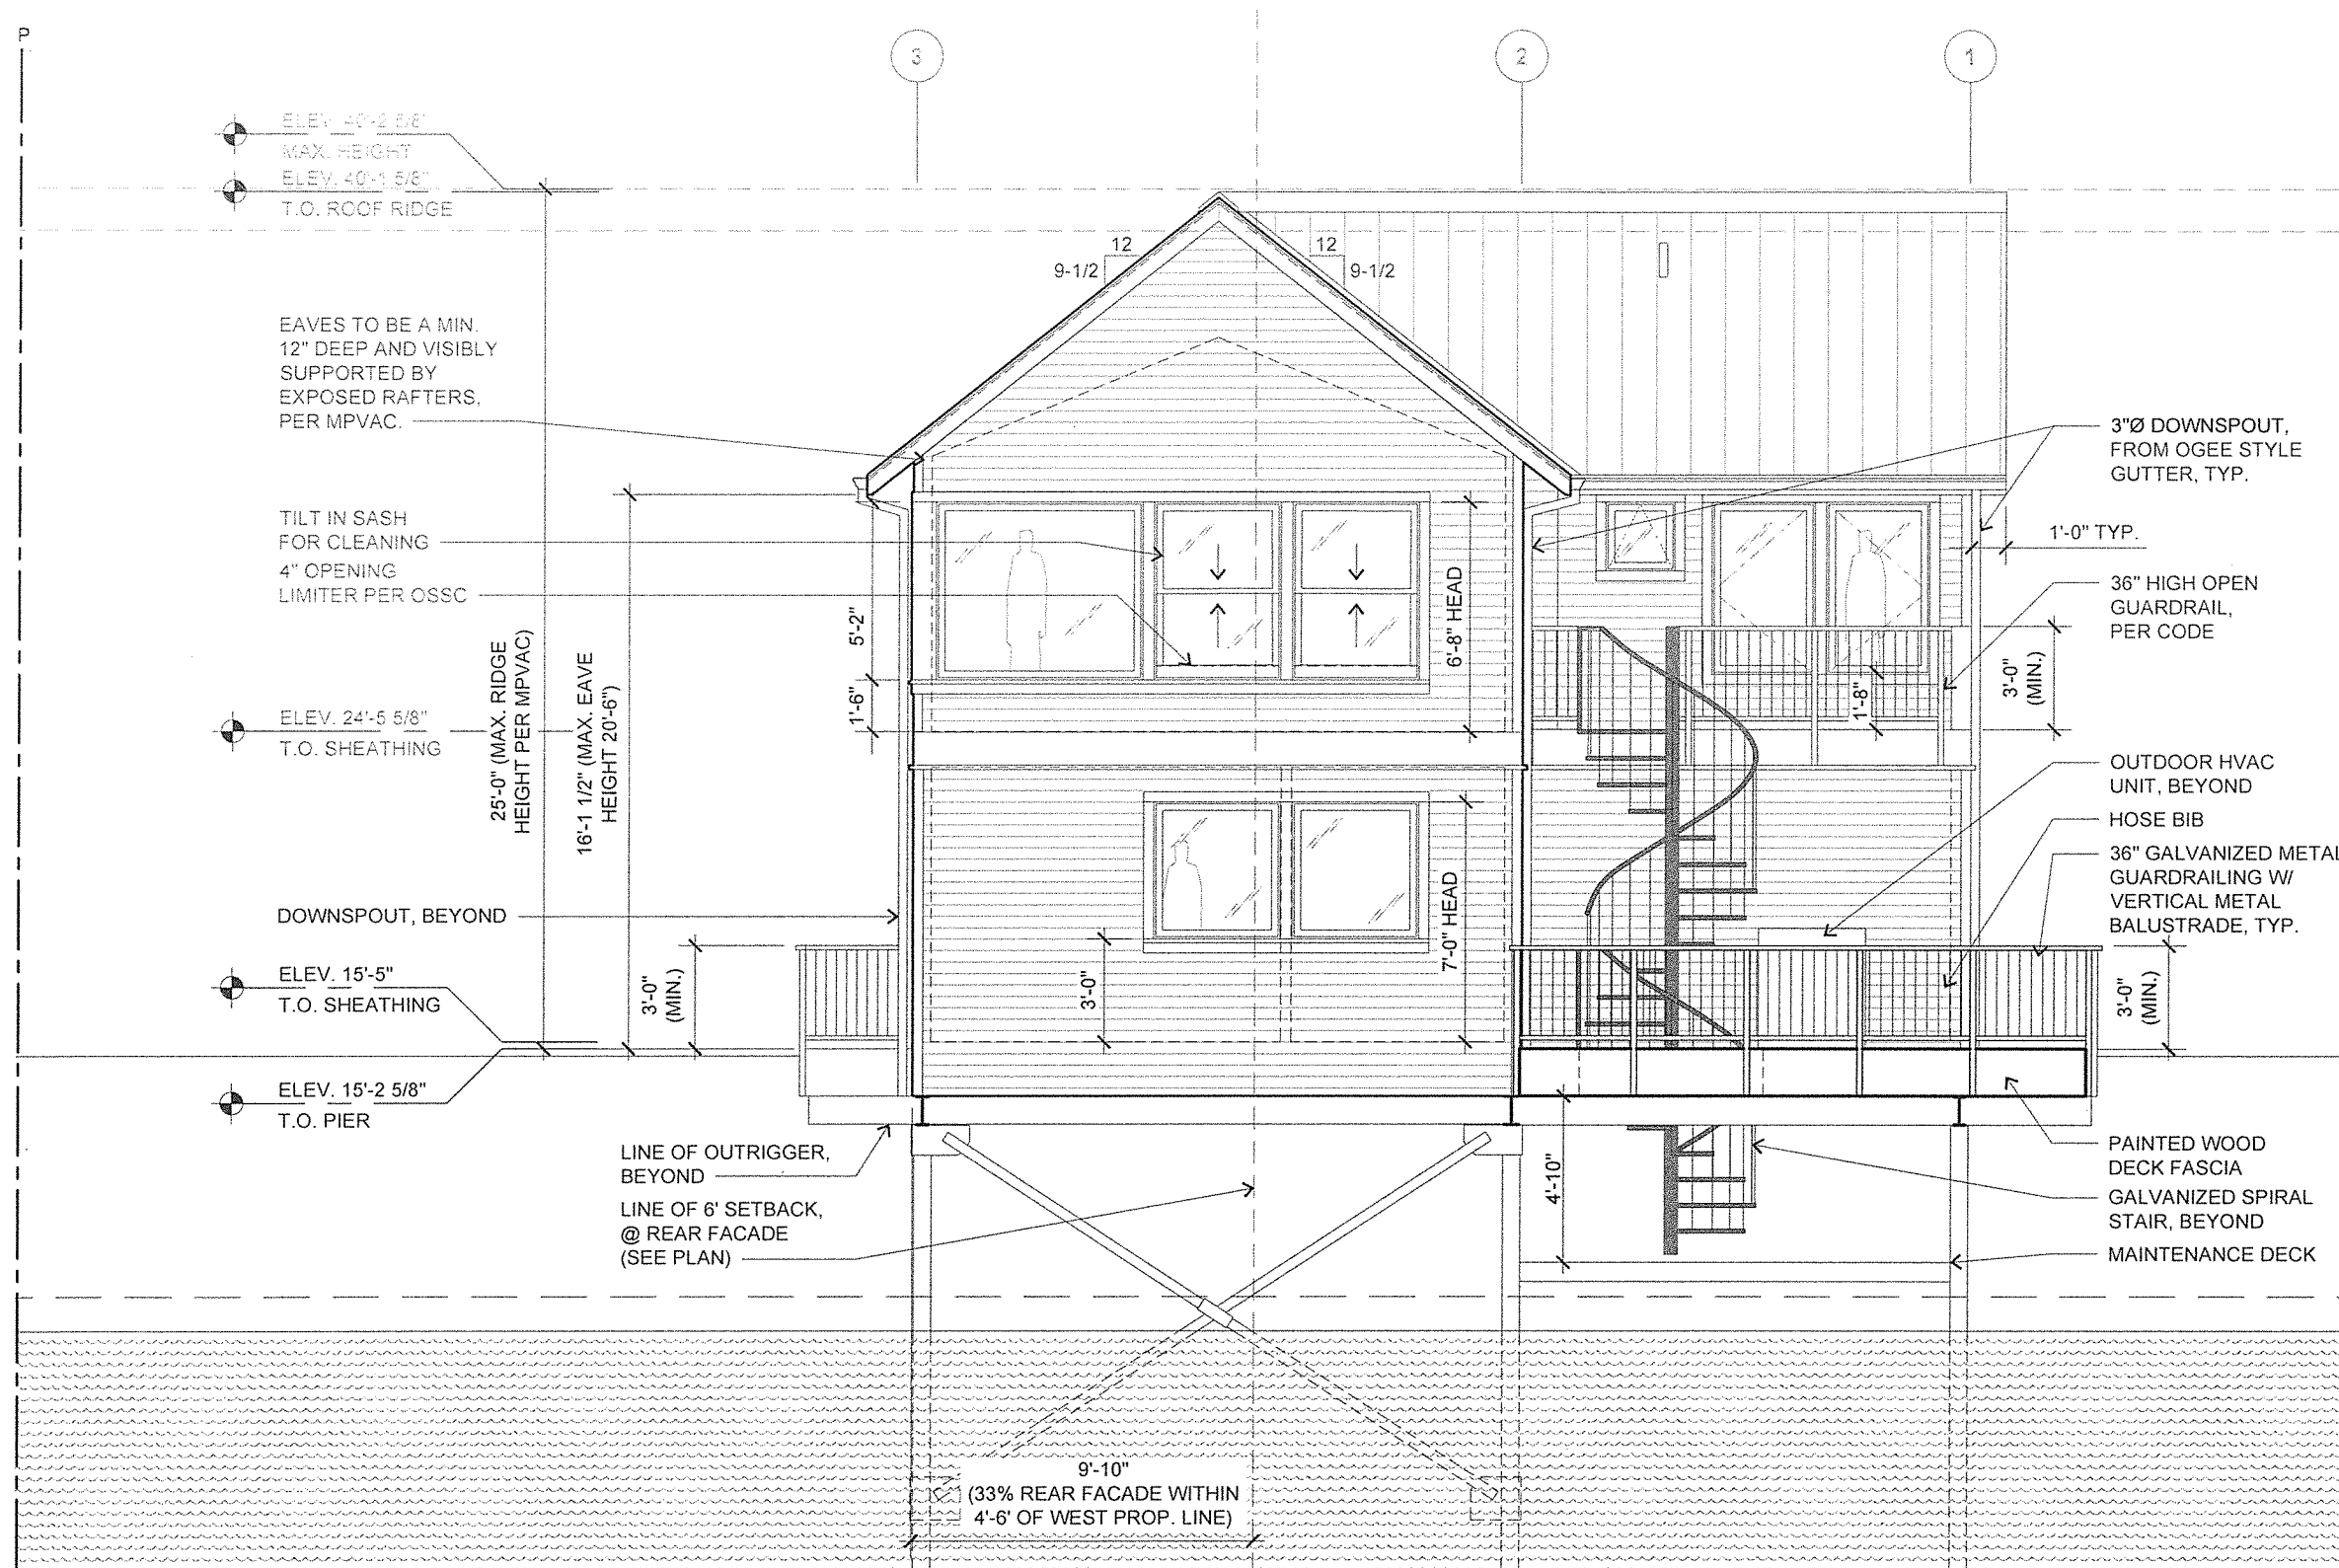 P
3
2
1
ELEV. 40'-2 5/8"
MAX. HEIGHT
ELEV. 40'-1 5/8"
T.O. ROOF RIDGE
12
9-1/2
12
9-1/2
EAVES TO BE A MIN.
12" DEEP AND VISIBLY
SUPPORTED BY
EXPOSED RAFTERS,
PER MPVAC.
TILT IN SASH
FOR CLEANING
4" OPENING
LIMITER PER OSSC
25'-0" (MAX. RIDGE
HEIGHT PER MPVAC)
16'-1 1/2" (MAX. EAVE
HEIGHT 20'-6")
5'-2"
1'-6"
6'-8" HEAD
ELEV. 24'-5 5/8"
T.O. SHEATHING
3'-0"
7'-0" HEAD
DOWNSPOUT, BEYOND
3'-0"
(MIN.)
ELEV. 15'-5"
T.O. SHEATHING
ELEV. 15'-2 5/8"
T.O. PIER
LINE OF OUTRIGGER,
BEYOND
LINE OF 6' SETBACK,
@ REAR FACADE
(SEE PLAN)
3"Ø DOWNSPOUT,
FROM OGEE STYLE
GUTTER, TYP.
1'-0" TYP.
36" HIGH OPEN
GUARDRAIL,
PER CODE
3'-0"
(MIN.)
1'-8"
OUTDOOR HVAC
UNIT, BEYOND
HOSE BIB
36" GALVANIZED METAL
GUARDRAILING W/
VERTICAL METAL
BALUSTRADE, TYP.
3'-0"
(MIN.)
4'-10"
PAINTED WOOD
DECK FASCIA
GALVANIZED SPIRAL
STAIR, BEYOND
MAINTENANCE DECK
9'-10"
(33% REAR FACADE WITHIN
4'-6' OF WEST PROP. LINE)